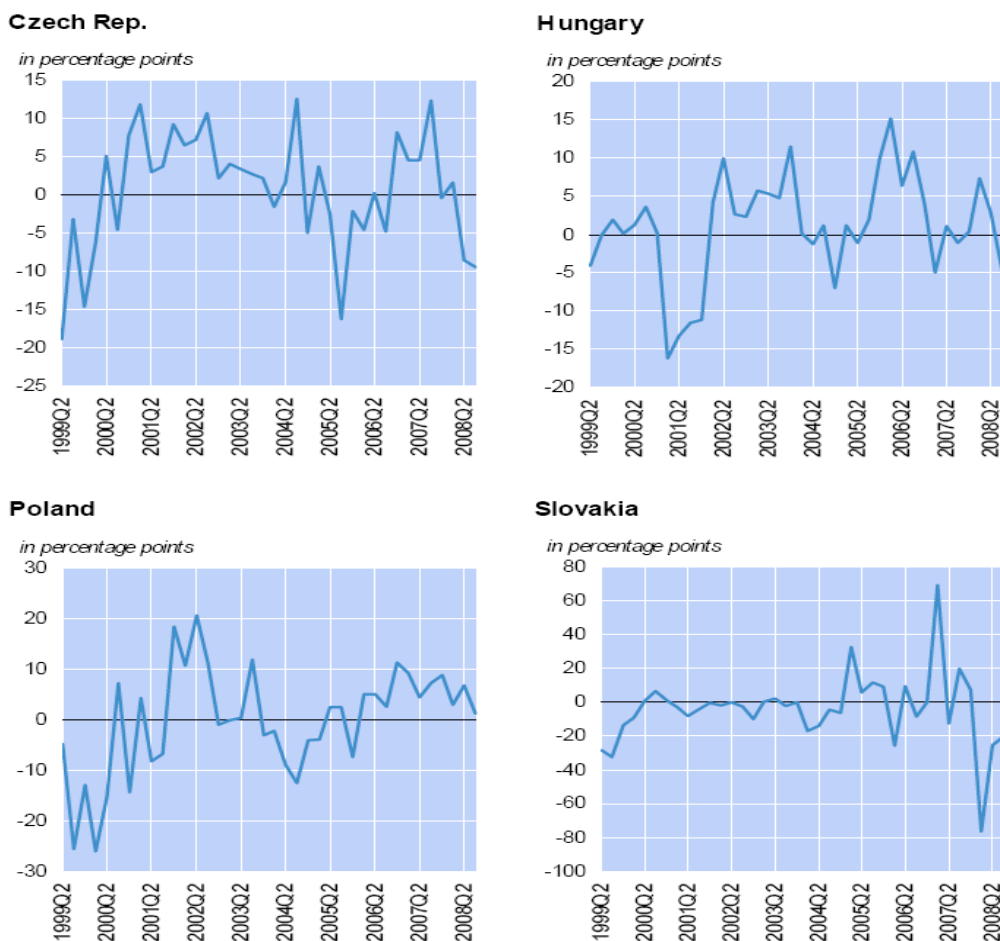 Czech Rep.
in percentage points
15
10
5
0
-5
-10
-15
-20
-25
1999Q2
2000Q2
2001Q2
2002Q2
2003Q2
2004Q2
2005Q2
2006Q2
2007Q2
2008Q2
Hungary
in percentage points
20
15
10
5
0
-5
-10
-15
-20
1999Q2
2000Q2
2001Q2
2002Q2
2003Q2
2004Q2
2005Q2
2006Q2
2007Q2
2008Q2
Poland
in percentage points
30
20
10
0
-10
-20
-30
1999Q2
2000Q2
2001Q2
2002Q2
2003Q2
2004Q2
2005Q2
2006Q2
2007Q2
2008Q2
Slovakia
in percentage points
80
60
40
20
0
-20
-40
-60
-80
-100
1999Q2
2000Q2
2001Q2
2002Q2
2003Q2
2004Q2
2005Q2
2006Q2
2007Q2
2008Q2